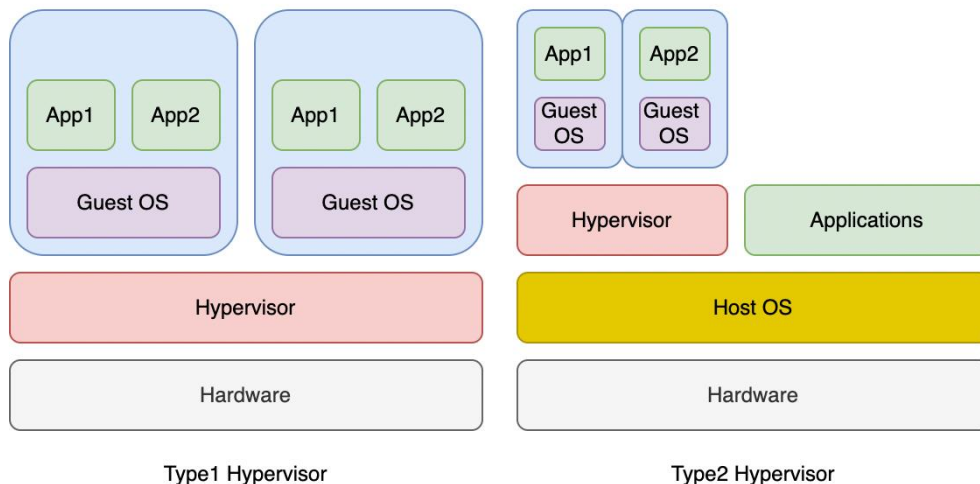 App1 App2
Guest OS
App1 App2
Guest OS
Hypervisor
Hardware
Type1 Hypervisor
App1
Guest
OS
App2
Guest
OS
Hypervisor
Applications
Host OS
Hardware
Type2 Hypervisor